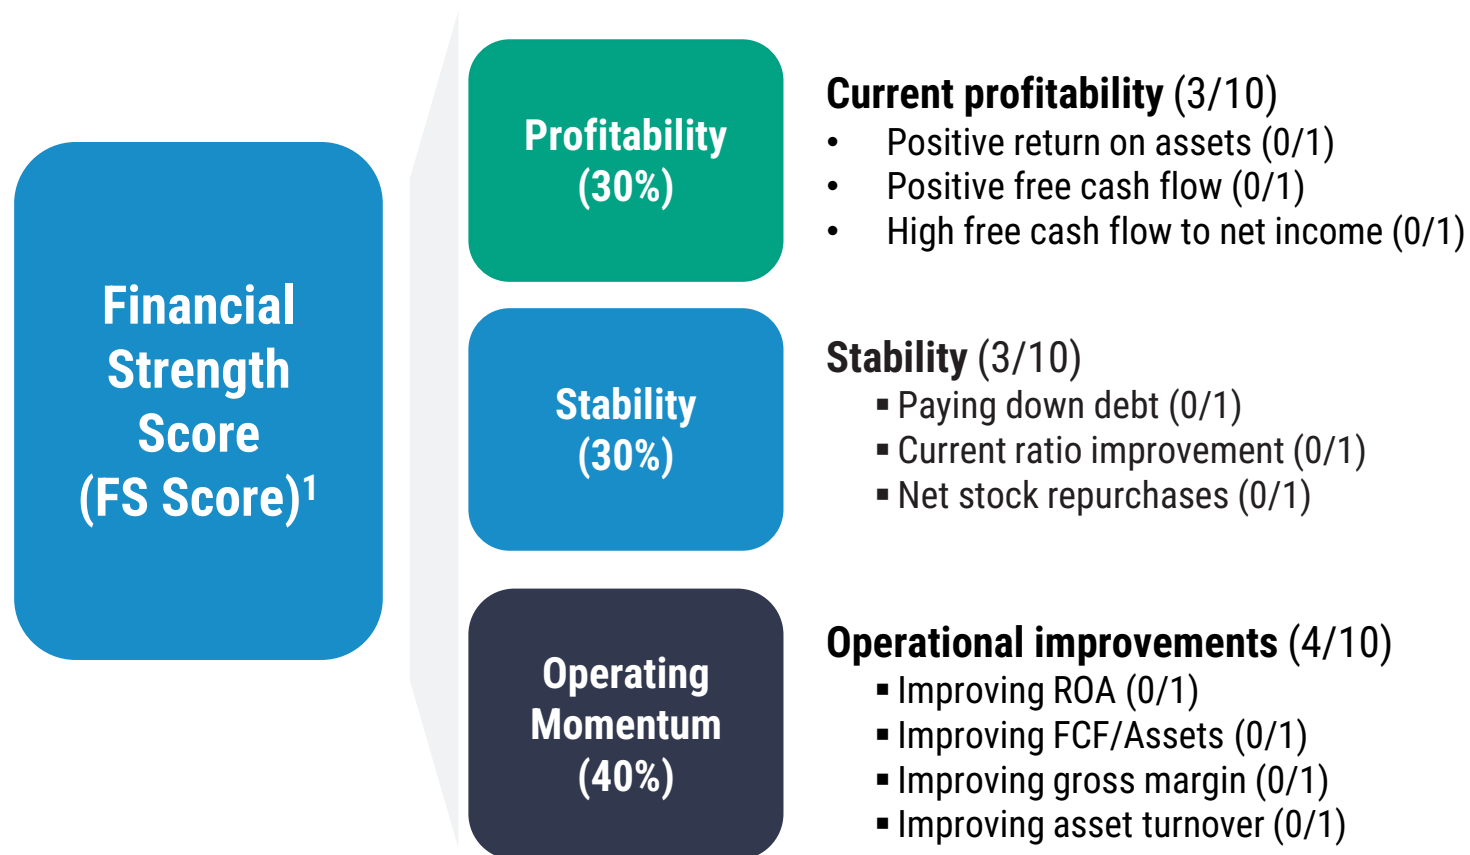 Financial
Strength
Score
(FS Score)¹
Profitability
(30%)
Current profitability (3/10)
• Positive return on assets (0/1)
• Positive free cash flow (0/1)
• High free cash flow to net income (0/1)
Stability
(30%)
Stability (3/10)
▪ Paying down debt (0/1)
▪ Current ratio improvement (0/1)
▪ Net stock repurchases (0/1)
Operating
Momentum
(40%)
Operational improvements (4/10)
▪ Improving ROA (0/1)
▪ Improving FCF/Assets (0/1)
▪ Improving gross margin (0/1)
▪ Improving asset turnover (0/1)